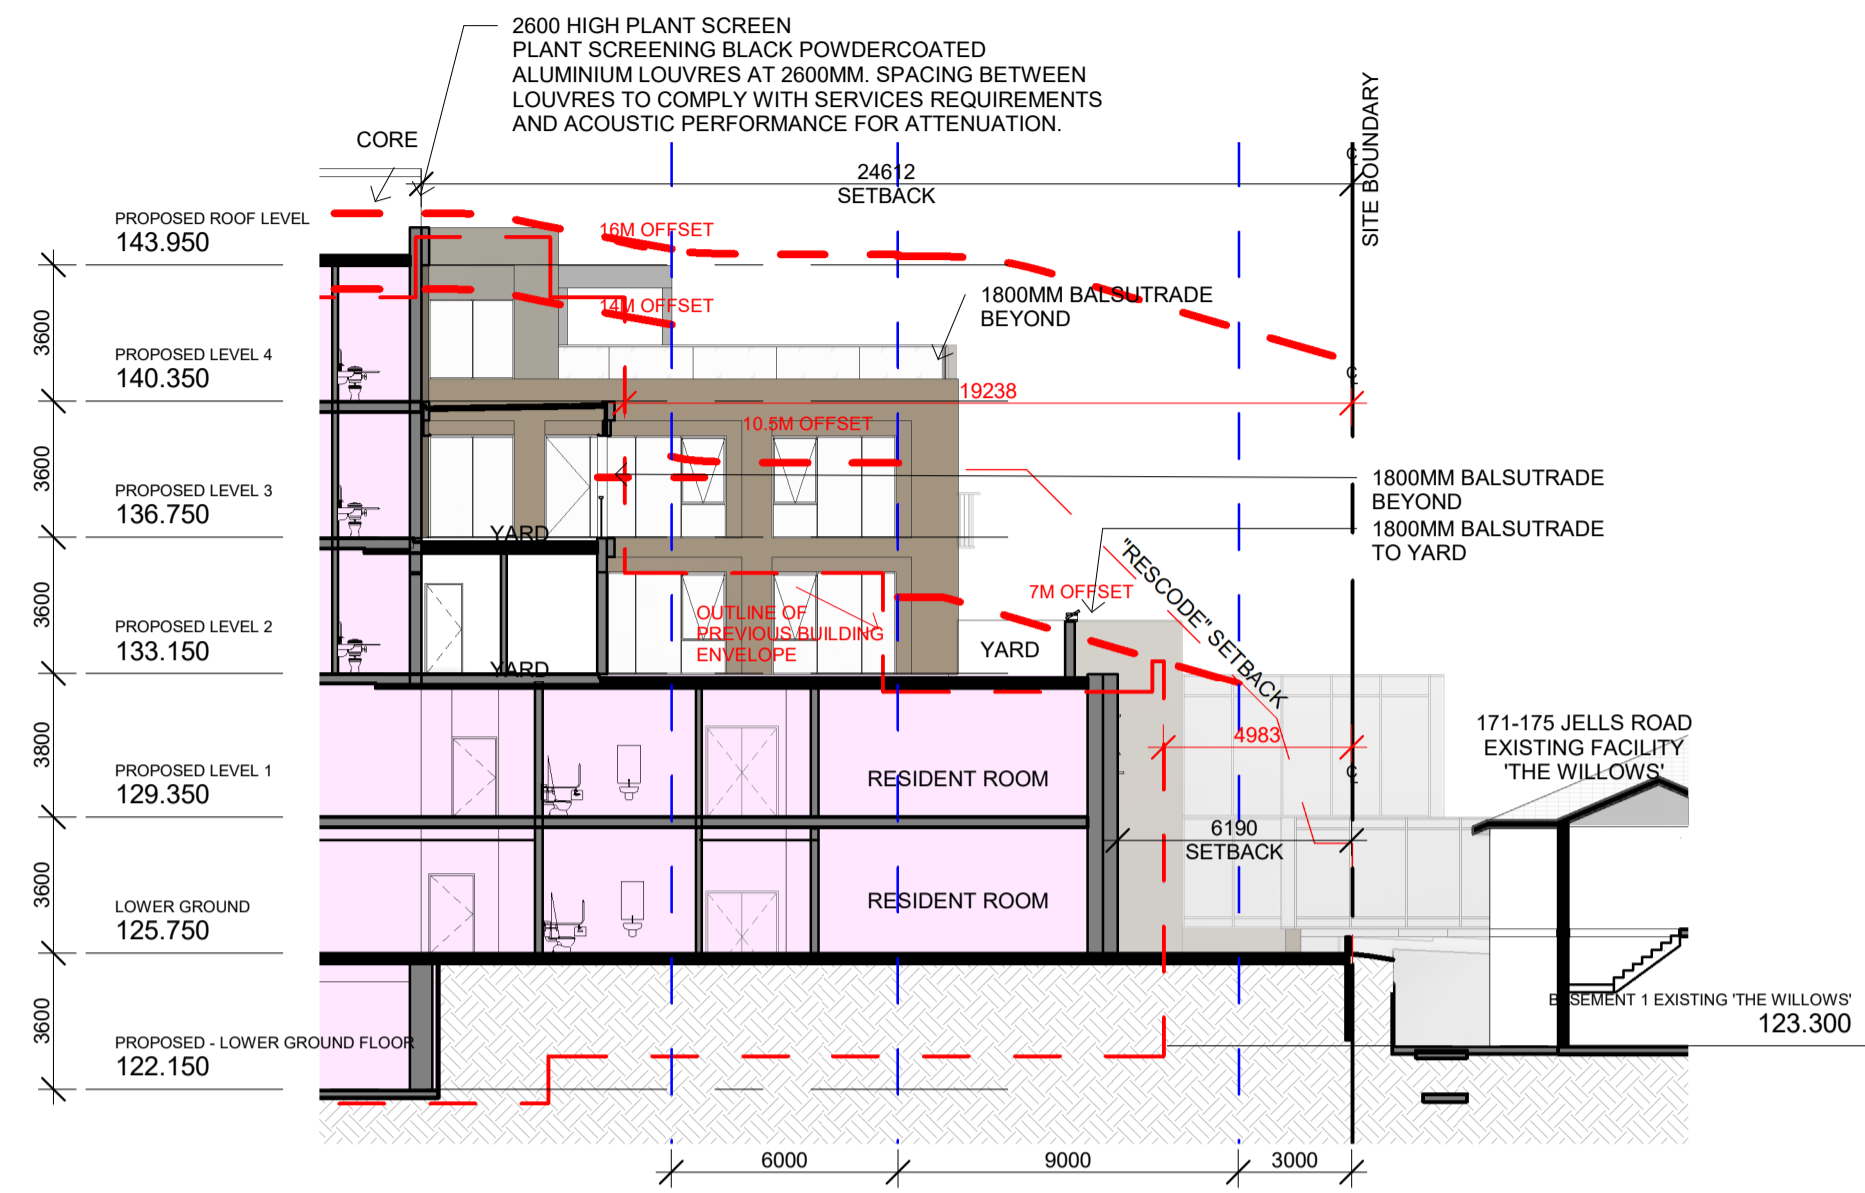 2600 HIGH PLANT SCREEN
PLANT SCREENING BLACK POWDERCOATED
ALUMINIUM LOUVRES AT 2600MM. SPACING BETWEEN
LOUVRES TO COMPLY WITH SERVICES REQUIREMENTS
AND ACOUSTIC PERFORMANCE FOR ATTENUATION.
CORE
24612
SETBACK
SITE BOUNDARY
PROPOSED ROOF LEVEL
143.950
16M OFFSET
14M OFFSET
1800MM BALSUTRADE
BEYOND
3600
PROPOSED LEVEL 4
140.350
19238
10.5M OFFSET
3600
PROPOSED LEVEL 3
136.750
1800MM BALSUTRADE
BEYOND
1800MM BALSUTRADE
TO YARD
YARD
"RESCODE" SETBACK
7M OFFSET
3600
PROPOSED LEVEL 2
133.150
OUTLINE OF
PREVIOUS BUILDING
ENVELOPE
YARD
YARD
3800
PROPOSED LEVEL 1
129.350
RESIDENT ROOM
4983
171-175 JELLS ROAD
EXISTING FACILITY
'THE WILLOWS'
6190
SETBACK
3600
LOWER GROUND
125.750
RESIDENT ROOM
3600
PROPOSED - LOWER GROUND FLOOR
122.150
BASEMENT 1 EXISTING 'THE WILLOWS'
123.300
6000
9000
3000